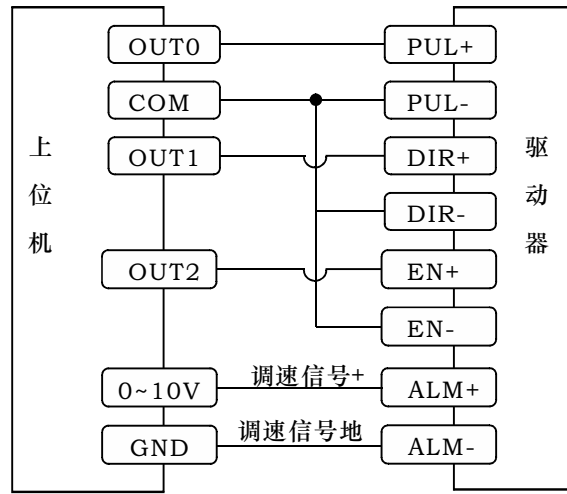 OUT0 PUL+
COM PUL-
OUT1 DIR+
DIR-
OUT2 EN+
EN-
0~10V 调速信号+ ALM+
GND 调速信号地 ALM-
上位机
驱动器